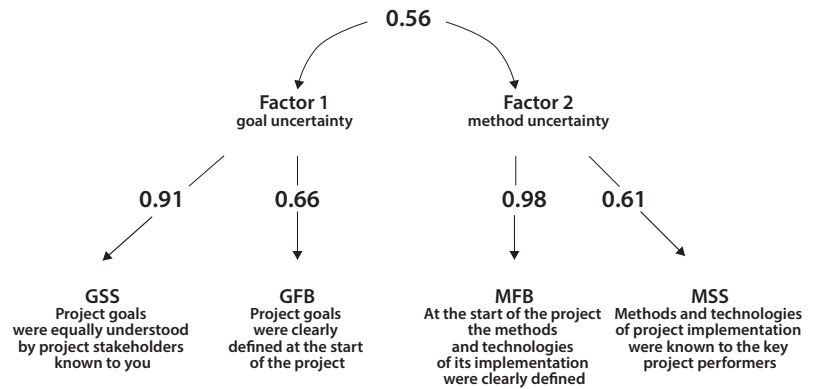 0.56
Factor 1
goal uncertainty
Factor 2
method uncertainty
0.91
0.66
0.98
0.61
GSS
Project goals
were equally understood
by project stakeholders
known to you
GFB
Project goals
were clearly
defined at the start
of the project
MFB
At the start of the project
the methods
and technologies
of its implementation
were clearly defined
MSS
Methods and technologies
of project implementation
were known to the key
project performers